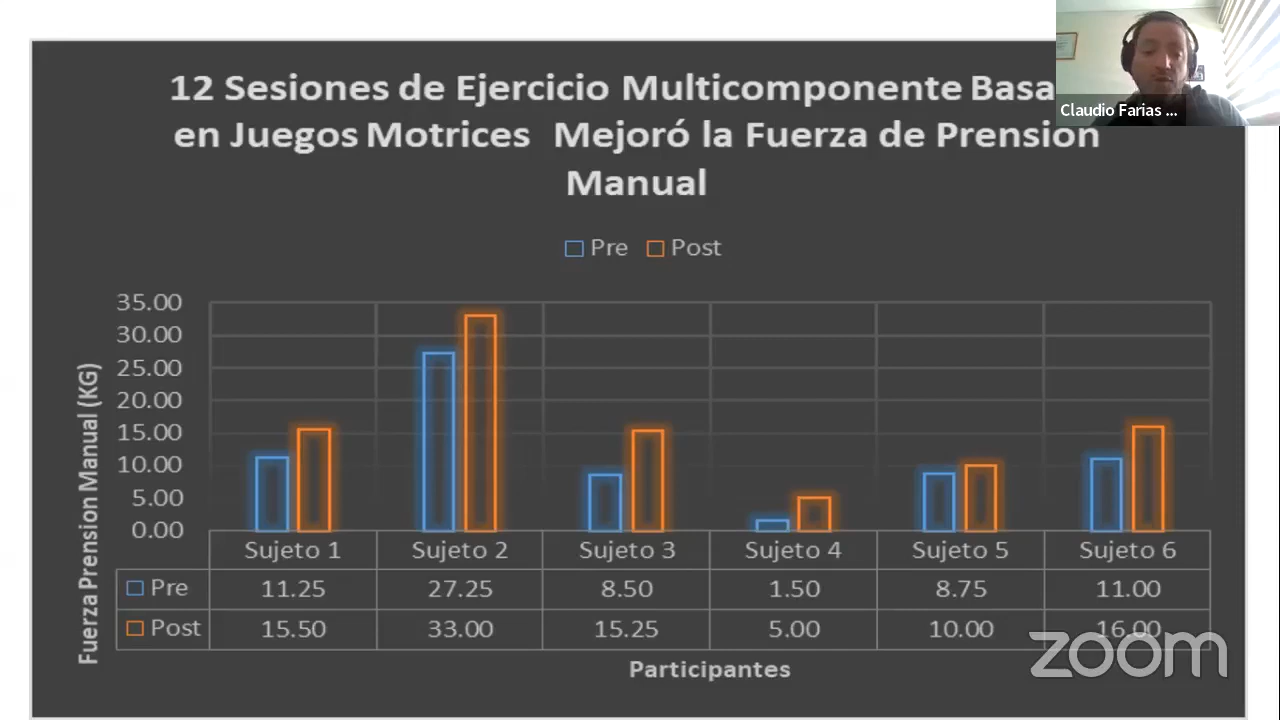 12 Sesiones de Ejercicio Multicomponente Basa
en Juegos Motrices Mejoró la Fuerza de Prension
Manual
Claudio Farias ...
Pre Post
35.00
30.00
25.00
20.00
15.00
10.00
5.00
0.00
Fuerza Prension Manual (KG)
Sujeto 1 Sujeto 2 Sujeto 3 Sujeto 4 Sujeto 5 Sujeto 6
Pre 11.25 27.25 8.50 1.50 8.75 11.00
Post 15.50 33.00 15.25 5.00 10.00 16.00
Participantes
zoom